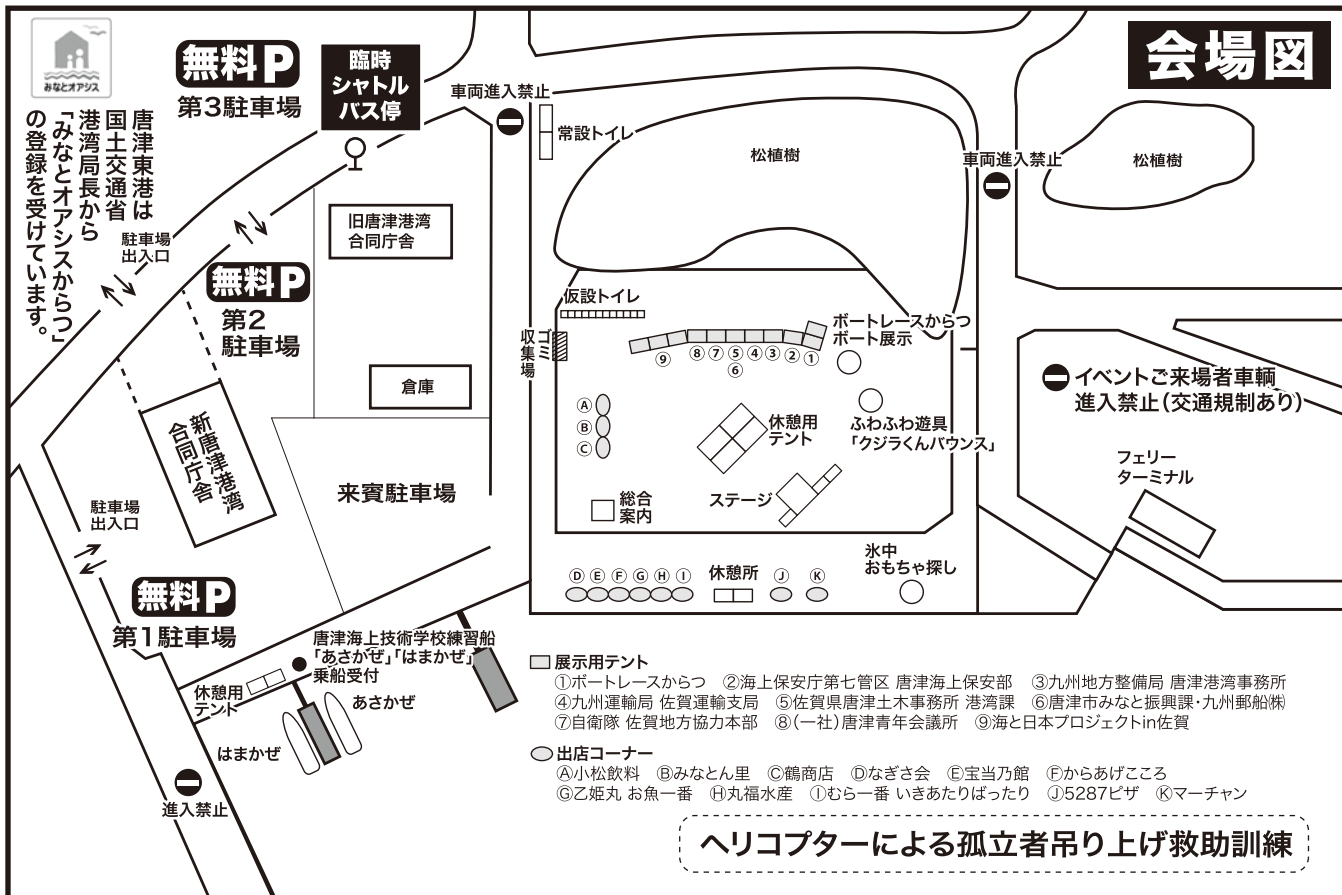 会場図
みなとオアシス
唐津東港は
国土交通省
港湾局長から
「みなとオアシスからつ」
の登録を受けています。
無料P
第3駐車場
臨時
シャトル
バス停
車両進入禁止
常設トイレ
松植樹
車両進入禁止
松植樹
駐車場
出入口
旧唐津港湾
合同庁舎
無料P
第2
駐車場
倉庫
新唐津港湾
合同庁舎
来賓駐車場
駐車場
出入口
無料P
第1駐車場
仮設トイレ
ゴミ
収集場
⑨ ⑧ ⑦ ⑤ ④ ③ ② ①
⑥
ボートレースからつ
ボート展示
Ⓐ
Ⓑ
Ⓒ
休憩用
テント
ふわふわ遊具
「クジラくんバウンス」
総合
案内
ステージ
イベントご来場者車輌
進入禁止(交通規制あり)
フェリー
ターミナル
Ⓓ Ⓔ Ⓕ Ⓖ Ⓗ Ⓘ 休憩所 Ⓙ Ⓚ
氷中
おもちゃ探し
唐津海上技術学校練習船
「あさかぜ」「はまかぜ」
乗船受付
休憩用
テント
あさかぜ
はまかぜ
進入禁止
展示用テント
①ボートレースからつ ②海上保安庁第七管区 唐津海上保安部 ③九州地方整備局 唐津港湾事務所
④九州運輸局 佐賀運輸支局 ⑤佐賀県唐津土木事務所 港湾課 ⑥唐津市みなと振興課・九州郵船㈱
⑦自衛隊 佐賀地方協力本部 ⑧(一社)唐津青年会議所 ⑨海と日本プロジェクトin佐賀
出店コーナー
Ⓐ小松飲料 Ⓑみなとん里 Ⓒ鶴商店 Ⓓなぎさ会 Ⓔ宝当乃館 Ⓕからあげこころ
Ⓖ乙姫丸 お魚一番 Ⓗ丸福水産 Ⓘむら一番 いきあたりばったり Ⓙ5287ピザ Ⓚマーチャン
ヘリコプターによる孤立者吊り上げ救助訓練